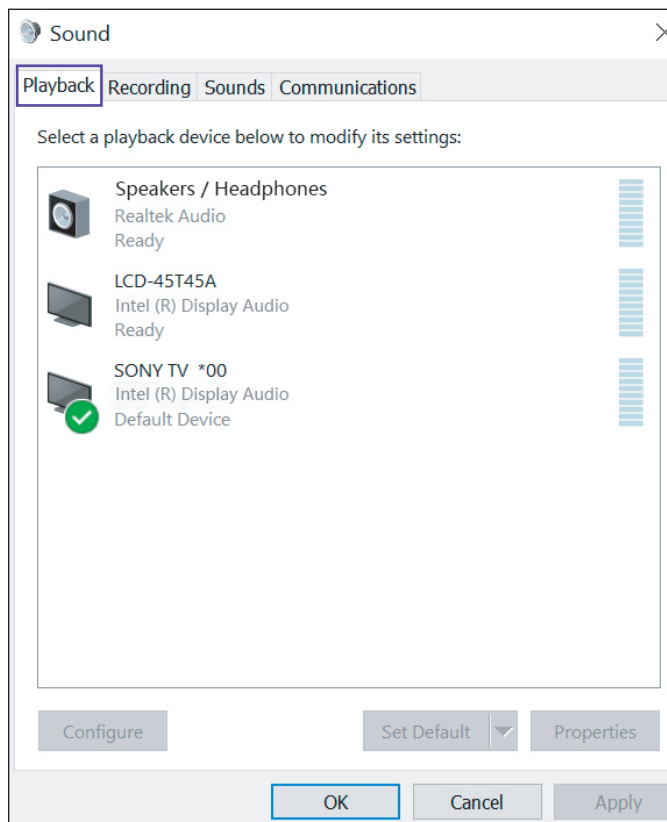 Sound
Playback Recording Sounds Communications
Select a playback device below to modify its settings:
Speakers / Headphones
Realtek Audio
Ready
LCD-45T45A
Intel (R) Display Audio
Ready
SONY TV *00
Intel (R) Display Audio
Default Device
Configure Set Default Properties
OK Cancel Apply